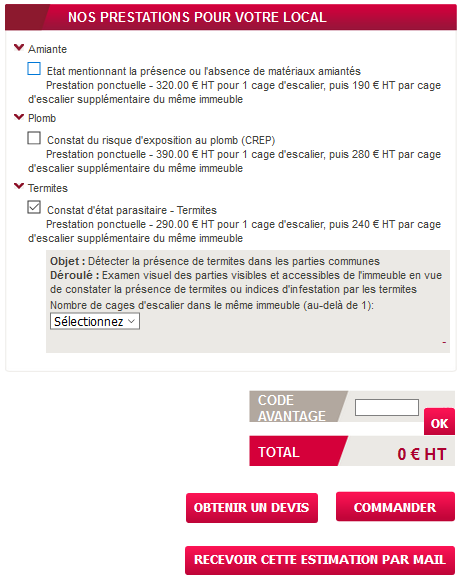 NOS PRESTATIONS POUR VOTRE LOCAL
Amiante
Etat mentionnant la présence ou l'absence de matériaux amiantés
Prestation ponctuelle - 320.00 € HT pour 1 cage d'escalier, puis 190 € HT par cage
d'escalier supplémentaire du même immeuble
Plomb
Constat du risque d'exposition au plomb (CREP)
Prestation ponctuelle - 390.00 € HT pour 1 cage d'escalier, puis 280 € HT par cage
d'escalier supplémentaire du même immeuble
Termites
Constat d'état parasitaire - Termites
Prestation ponctuelle - 290.00 € HT pour 1 cage d'escalier, puis 240 € HT par cage
d'escalier supplémentaire du même immeuble
Objet : Détecter la présence de termites dans les parties communes
Déroulé : Examen visuel des parties visibles et accessibles de l'immeuble en vue
de constater la présence de termites ou indices d'infestation par les termites
Nombre de cages d'escalier dans le même immeuble (au-delà de 1):
Sélectionnez
-
CODE
AVANTAGE
OK
TOTAL
0 € HT
OBTENIR UN DEVIS
COMMANDER
RECEVOIR CETTE ESTIMATION PAR MAIL